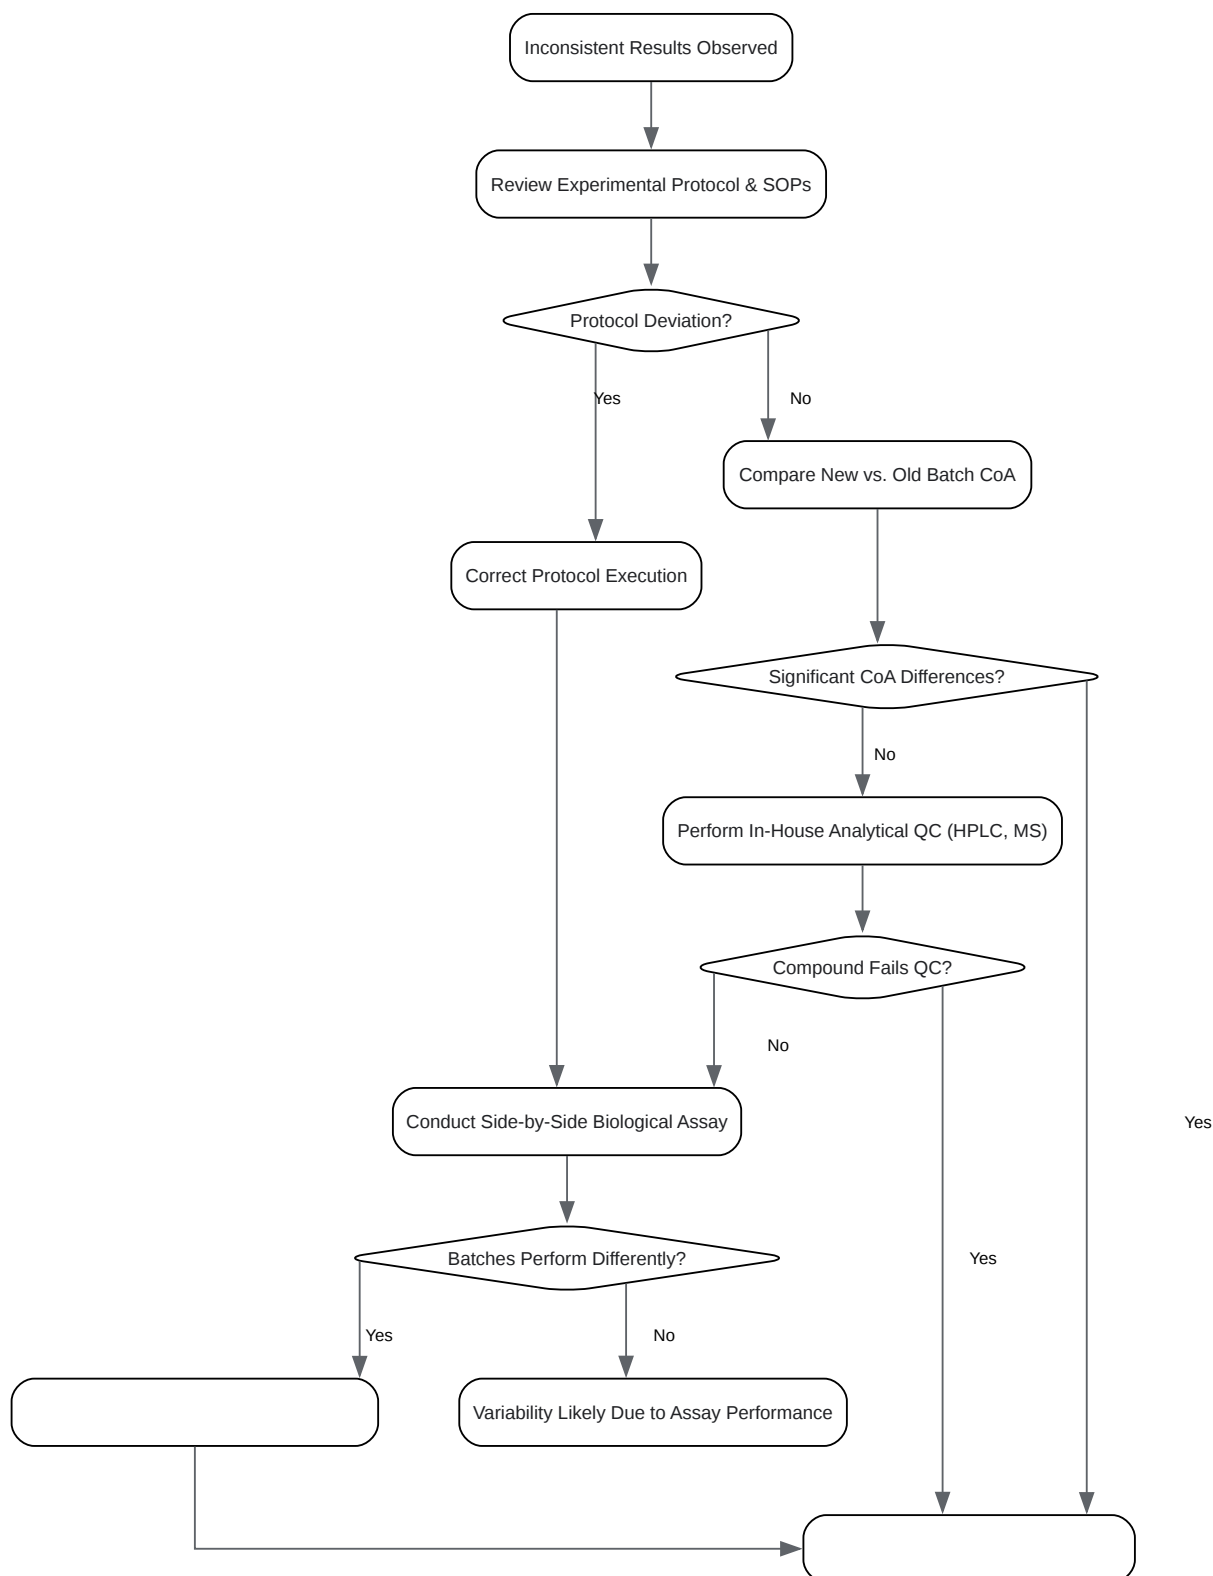 Inconsistent Results Observed
Review Experimental Protocol & SOPs
Protocol Deviation?
Yes
No
Compare New vs. Old Batch CoA
Correct Protocol Execution
Significant CoA Differences?
No
Perform In-House Analytical QC (HPLC, MS)
Compound Fails QC?
No
Conduct Side-by-Side Biological Assay
Yes
Batches Perform Differently?
Yes
Yes
No
Variability Likely Due to Assay Performance